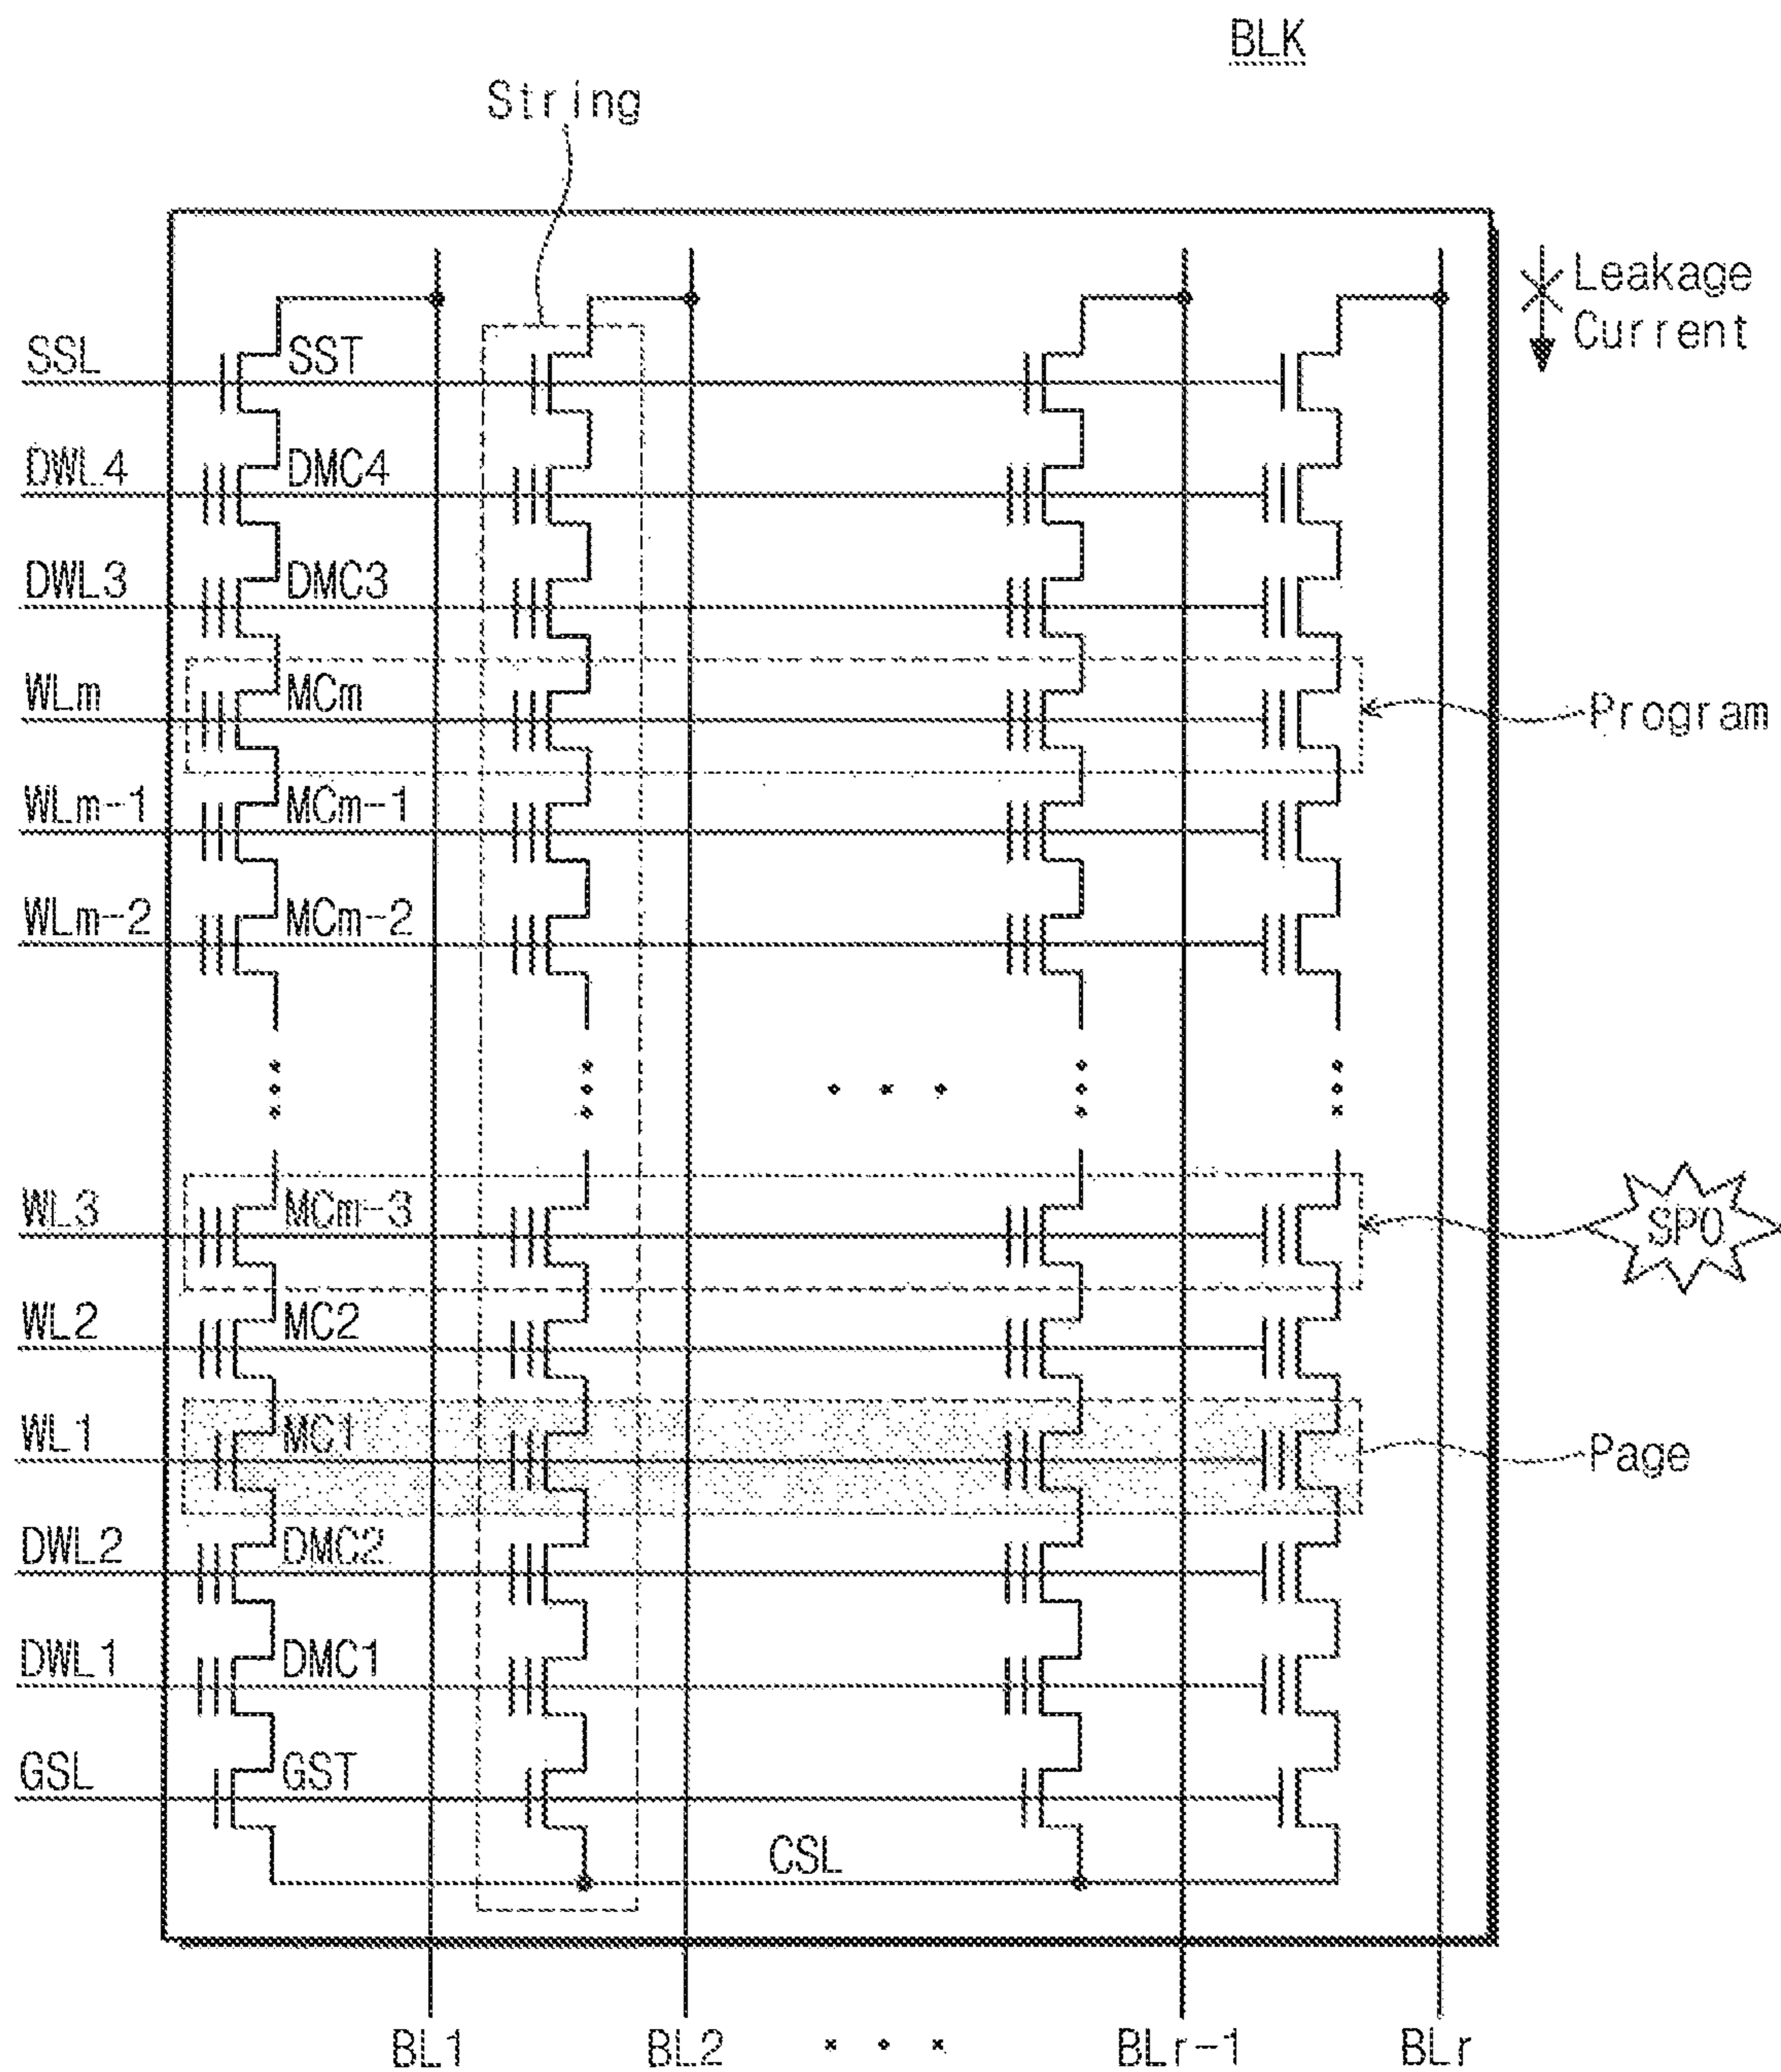 BLK
String
Leakage
Current
SSL SST
DWL4 DMC4
DWL3 DMC3
WLm MCm Program
WLm-1 MCm-1
WLm-2 MCm-2
WL3 MCm-3 SPO
WL2 MC2
WL1 MC1 Page
DWL2 DMC2
DWL1 DMC1
GSL GST
CSL
BL1 BL2 BLr-1 BLr